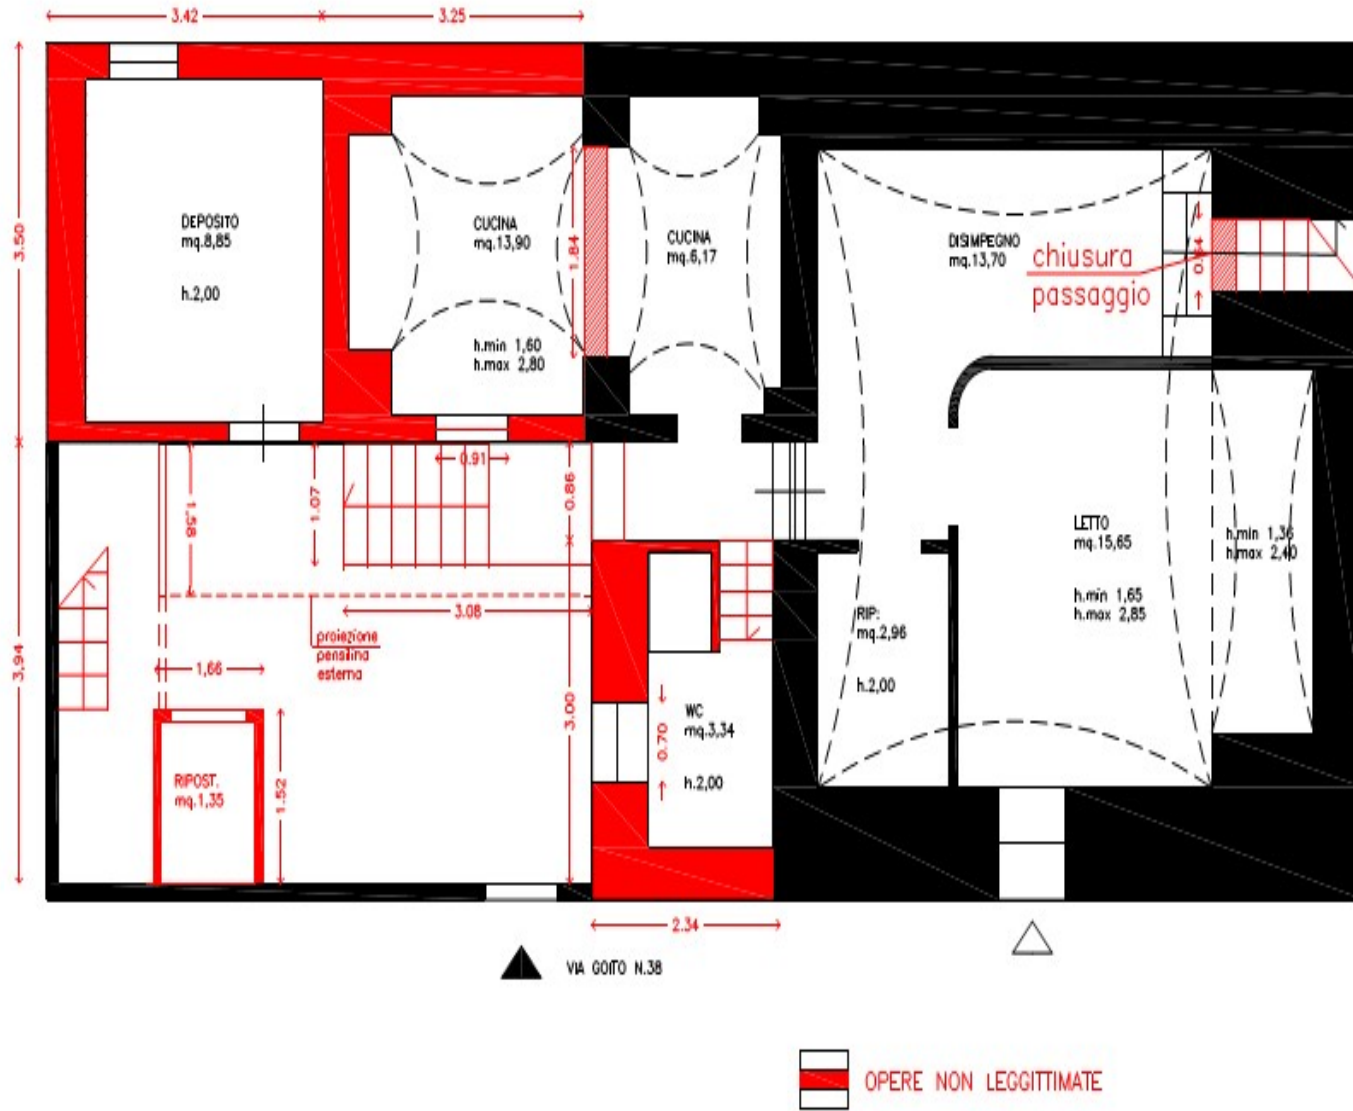 3.42
3.25
3.50
DEPOSITO
mq.8,85
h.2,00
CUCINA
mq.13,90
h.min 1,60
h.max 2,80
1.84
CUCINA
mq.6,17
DISIMPEGNO
mq.13,70
chiusura
passaggio
0.91
1.58
1.07
0.86
3.94
3.08
proiezione
pensilina
esterna
1,66
3.00
RIPOST.
mq.1,35
1.52
0.70
WC
mq.3,34
h.2,00
RIP:
mq.2,96
h.2,00
LETTO
mq.15,65
h.min 1,65
h.max 2,85
h.min 1,36
h.max 2,40
2.34
VIA GOITO N.38
OPERE NON LEGGITTIMATE